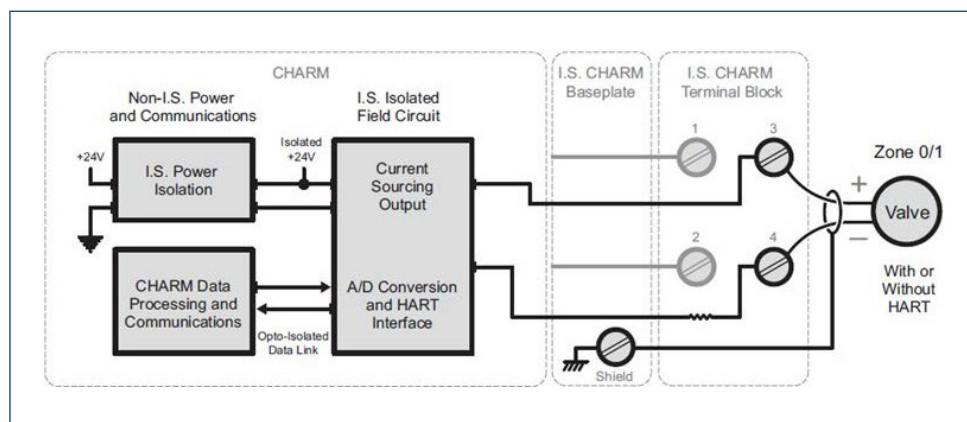 CHARM
I.S. CHARM
Baseplate
I.S. CHARM
Terminal Block
Non-I.S. Power
and Communications
I.S. Isolated
Field Circuit
+24V
I.S. Power
Isolation
Isolated
+24V
Current
Sourcing
Output
1
3
Zone 0/1
+
Valve
–
2
4
CHARM Data
Processing and
Communications
Opto-Isolated
Data Link
A/D Conversion
and HART
Interface
With or
Without
HART
Shield